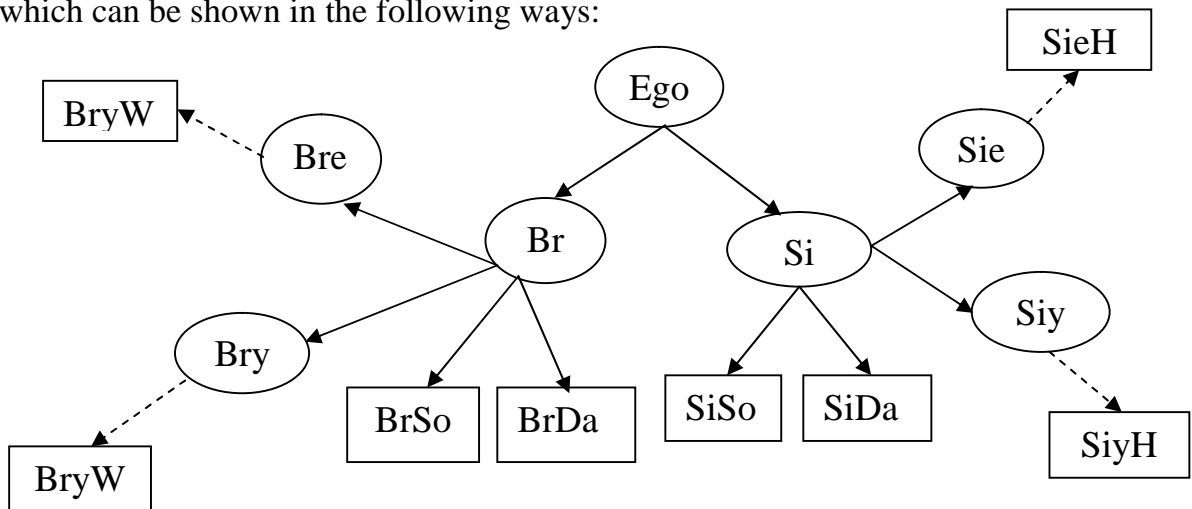 which can be shown in the following ways:
SieH
Ego
BryW
Bre
Sie
Br
Si
Siy
Bry
BrSo
BrDa
SiSo
SiDa
SiyH
BryW